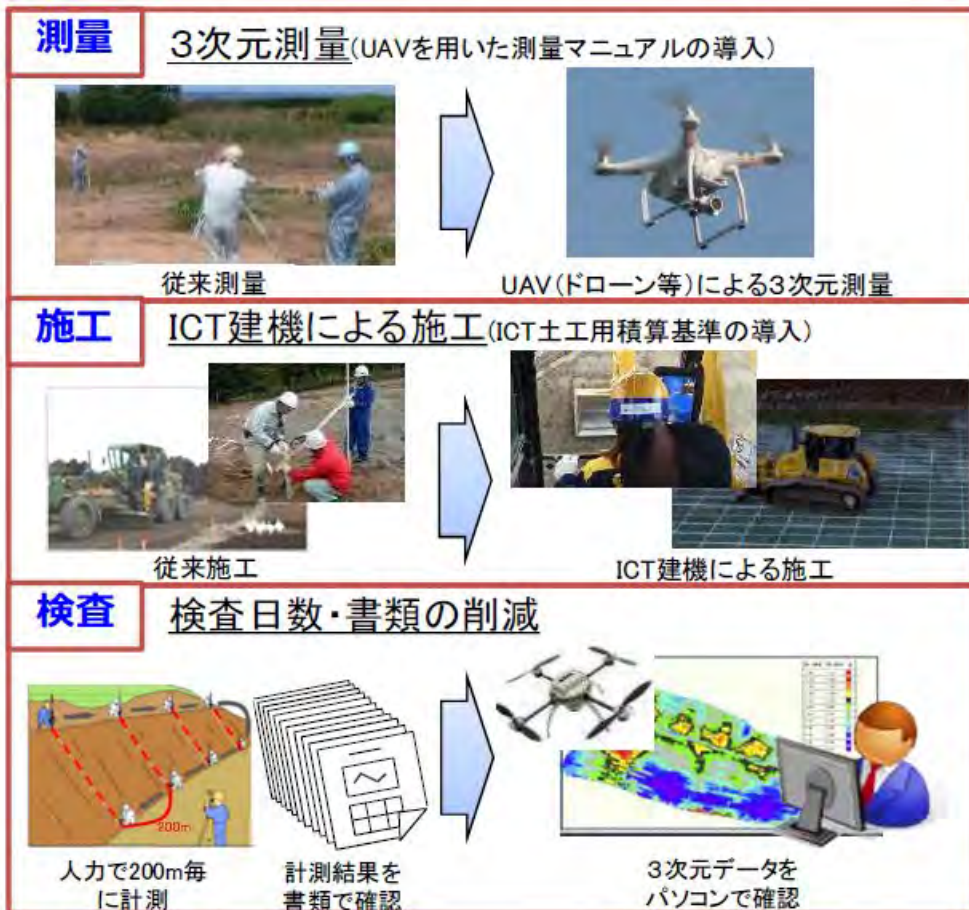 測量
3次元測量(UAVを用いた測量マニュアルの導入)
従来測量
UAV(ドローン等)による3次元測量
施工
ICT建機による施工(ICT土工用積算基準の導入)
従来施工
ICT建機による施工
検査
検査日数・書類の削減
200m
人力で200m毎
に計測
計測結果を
書類で確認
3次元データを
パソコンで確認